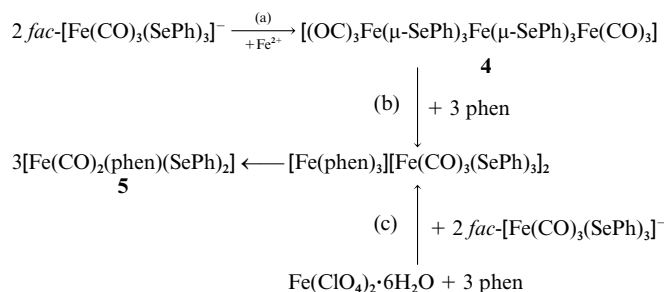 2 fac-[Fe(CO)₃(SePh)₃]⁻ (a) +Fe²⁺ [(OC)₃Fe(μ-SePh)₃Fe(μ-SePh)₃Fe(CO)₃]
4
(b) + 3 phen
3[Fe(CO)₂(phen)(SePh)₂] ← [Fe(phen)₃][Fe(CO)₃(SePh)₃]₂
5
(c) + 2 fac-[Fe(CO)₃(SePh)₃]⁻
Fe(ClO₄)₂·6H₂O + 3 phen